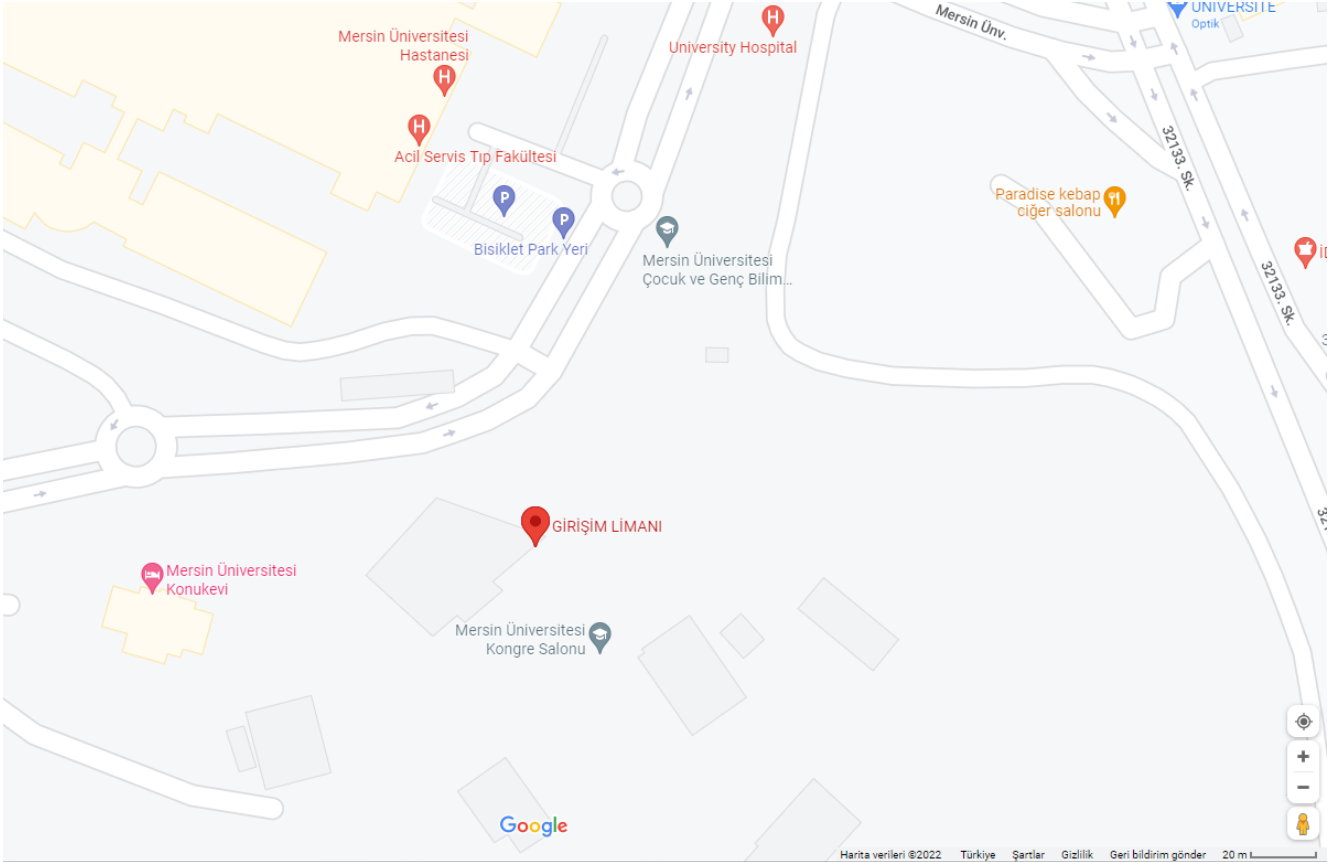 ÜNİVERSİTE
Optik
Mersin Ünv.
Mersin Üniversitesi
Hastanesi
University Hospital
Acil Servis Tıp Fakültesi
32133. Sk.
Paradise kebap
ciğer salonu
Bisiklet Park Yeri
Mersin Üniversitesi
Çocuk ve Genç Bilim...
32133. Sk.
GİRİŞİM LİMANI
Mersin Üniversitesi
Konukevi
Mersin Üniversitesi
Kongre Salonu
Google
Harita verileri ©2022 Türkiye Şartlar Gizlilik Geri bildirim gönder 20 m